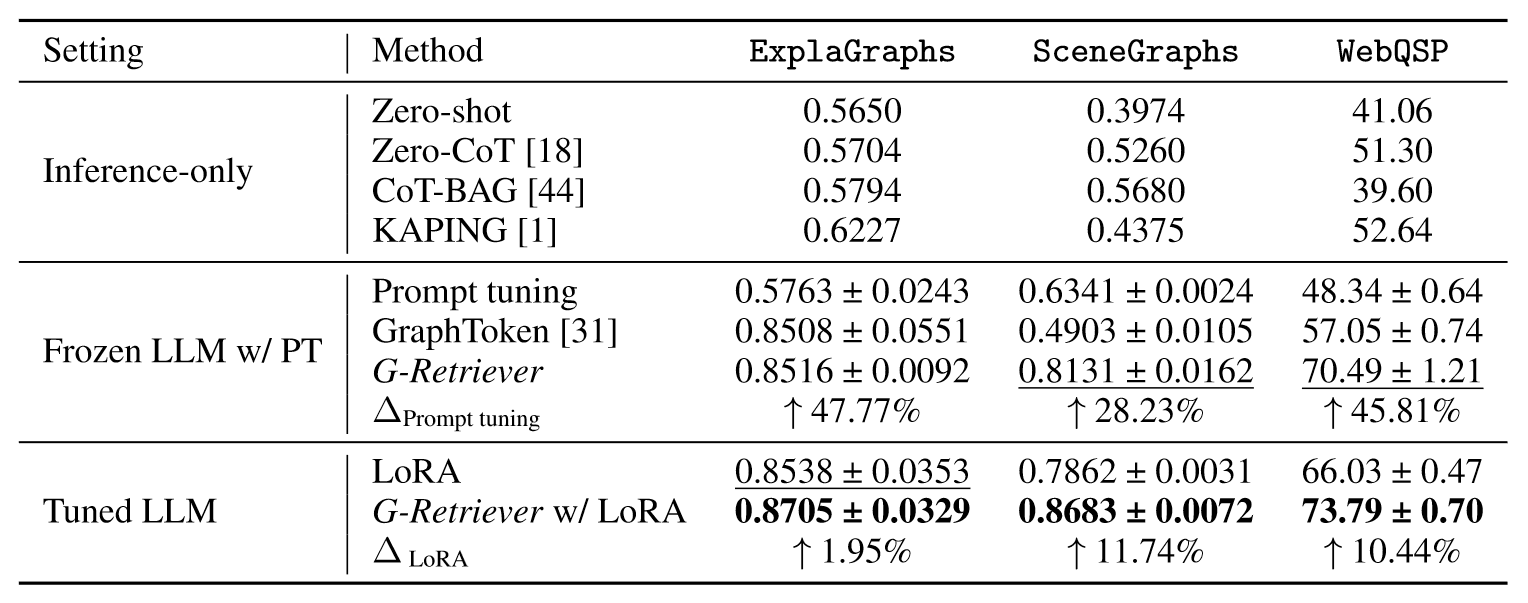 Setting Method ExplaGraphs SceneGraphs WebQSP
Zero-shot 0.5650 0.3974 41.06
Zero-CoT [18] 0.5704 0.5260 51.30
Inference-only
CoT-BAG [44] 0.5794 0.5680 39.60
KAPING [1] 0.6227 0.4375 52.64
Prompt tuning 0.5763 ± 0.0243 0.6341 ± 0.0024 48.34 ± 0.64
GraphToken [31] 0.8508 ± 0.0551 0.4903 ± 0.0105 57.05 ± 0.74
Frozen LLM w/ PT
G-Retriever 0.8516 ± 0.0092 0.8131 ± 0.0162 70.49 ± 1.21
Δ Prompt tuning ↑ 47.77% ↑ 28.23% ↑ 45.81%
LoRA 0.8538 ± 0.0353 0.7862 ± 0.0031 66.03 ± 0.47
Tuned LLM G-Retriever w/ LoRA 0.8705 ± 0.0329 0.8683 ± 0.0072 73.79 ± 0.70
Δ LoRA ↑ 1.95% ↑ 11.74% ↑ 10.44%